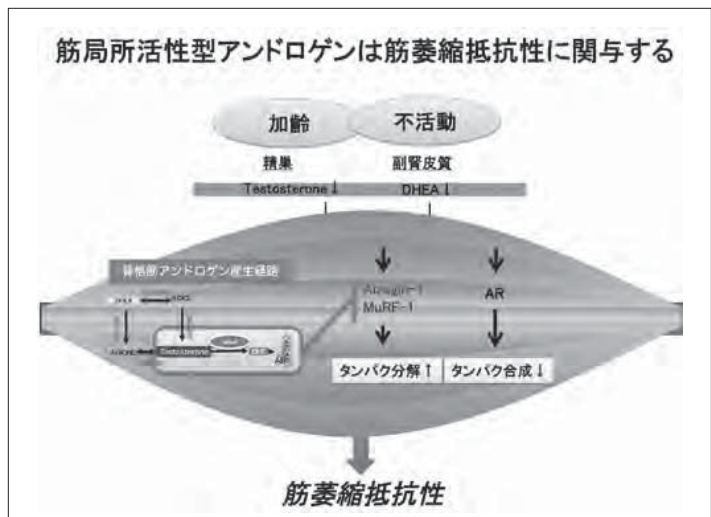 筋局所活性型アンドロゲンは筋萎縮抵抗性に関与する
加齢
不活動
精巣
副腎皮質
Testosterone ↓
DHEA ↓
骨格筋アンドロゲン産生経路
Atrogin-1
MuRF-1
AR
Testosterone
AR
タンパク分解 ↑
タンパク合成 ↓
筋萎縮抵抗性